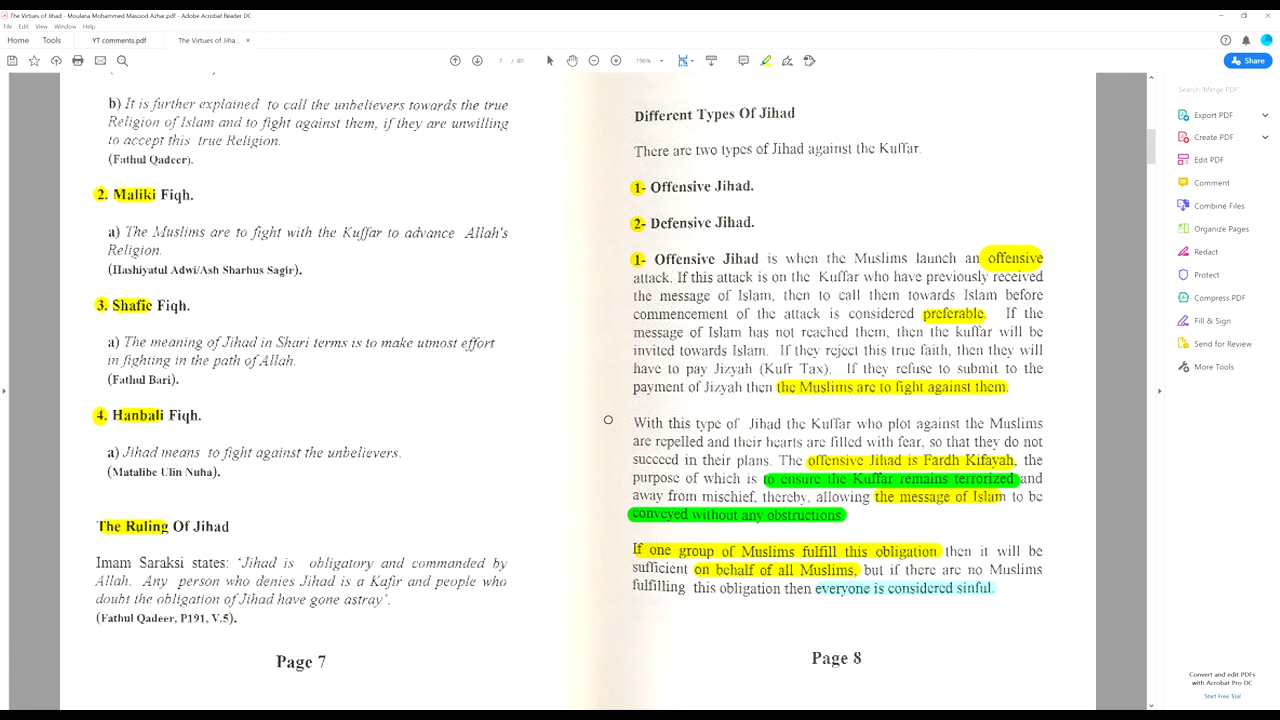 The Virtues of Jihad - Moulana Mohammed Masood Azhar.pdf - Adobe Acrobat Reader DC
File Edit View Window Help
Home Tools YT comments.pdf The Virtues of Jiha... ×
7 / 80
196%
Share
b) It is further explained to call the unbelievers towards the true
Religion of Islam and to fight against them, if they are unwilling
to accept this true Religion.
(Fathul Qadeer).
2. Maliki Fiqh.
a) The Muslims are to fight with the Kuffar to advance Allah's
Religion.
(Hashiyatul Adwi/Ash Sharhus Sagir).
3. Shafie Fiqh.
a) The meaning of Jihad in Shari terms is to make utmost effort
in fighting in the path of Allah.
(Fathul Bari).
4. Hanbali Fiqh.
a) Jihad means to fight against the unbelievers.
(Matalibe Ulin Nuha).
The Ruling Of Jihad
Imam Saraksi states: 'Jihad is obligatory and commanded by
Allah. Any person who denies Jihad is a Kafir and people who
doubt the obligation of Jihad have gone astray'.
(Fathul Qadeer, P191, V.5).
Page 7
Different Types Of Jihad
There are two types of Jihad against the Kuffar.
1- Offensive Jihad.
2- Defensive Jihad.
1- Offensive Jihad is when the Muslims launch an offensive
attack. If this attack is on the Kuffar who have previously received
the message of Islam, then to call them towards Islam before
commencement of the attack is considered preferable. If the
message of Islam has not reached them, then the kuffar will be
invited towards Islam. If they reject this true faith, then they will
have to pay Jizyah (Kufr Tax). If they refuse to submit to the
payment of Jizyah then the Muslims are to fight against them.
With this type of Jihad the Kuffar who plot against the Muslims
are repelled and their hearts are filled with fear, so that they do not
succeed in their plans. The offensive Jihad is Fardh Kifayah, the
purpose of which is to ensure the Kuffar remains terrorized and
away from mischief, thereby, allowing the message of Islam to be
conveyed without any obstructions
If one group of Muslims fulfill this obligation then it will be
sufficient on behalf of all Muslims, but if there are no Muslims
fulfilling this obligation then everyone is considered sinful.
Page 8
Search 'Merge PDF'
Export PDF
Create PDF
Edit PDF
Comment
Combine Files
Organize Pages
Redact
Protect
Compress PDF
Fill & Sign
Send for Review
More Tools
Convert and edit PDFs
with Acrobat Pro DC
Start Free Trial